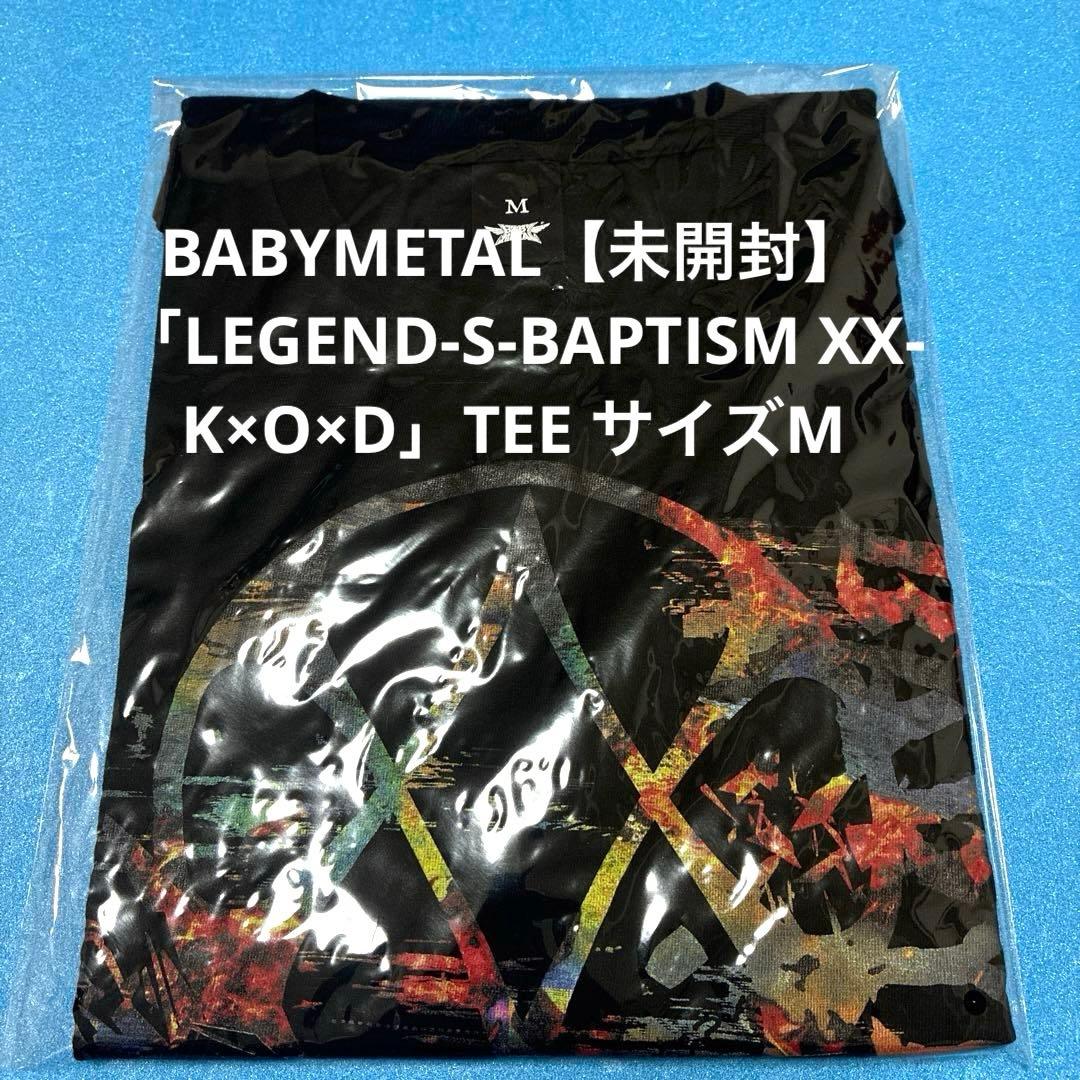 M
BABYMETAL【未開封】
「LEGEND-S-BAPTISM XX-
K×O×D」TEE サイズM